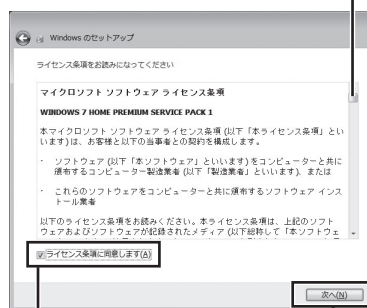 Windows のセットアップ
ライセンス条項をお読みになってください
マイクロソフト ソフトウェア ライセンス条項
WINDOWS 7 HOME PREMIUM SERVICE PACK 1
本マイクロソフト ソフトウェア ライセンス条項 (以下「本ライセンス条項」とい
います) は、お客様と以下の当事者との契約を構成します。
· ソフトウェア (以下「本ソフトウェア」といいます) をコンピューターと共に
頒布するコンピューター製造業者 (以下「製造業者」といいます)、または
· これらのソフトウェアをコンピューターと共に頒布するソフトウェア インス
トール業者
以下のライセンス条項をお読みください。本ライセンス条項は、上記のソフト
ウェアおよびソフトウェアが記録されたメディア (以下総称して「本ソフトウェ
ライセンス条項に同意します(A)
次へ(N)